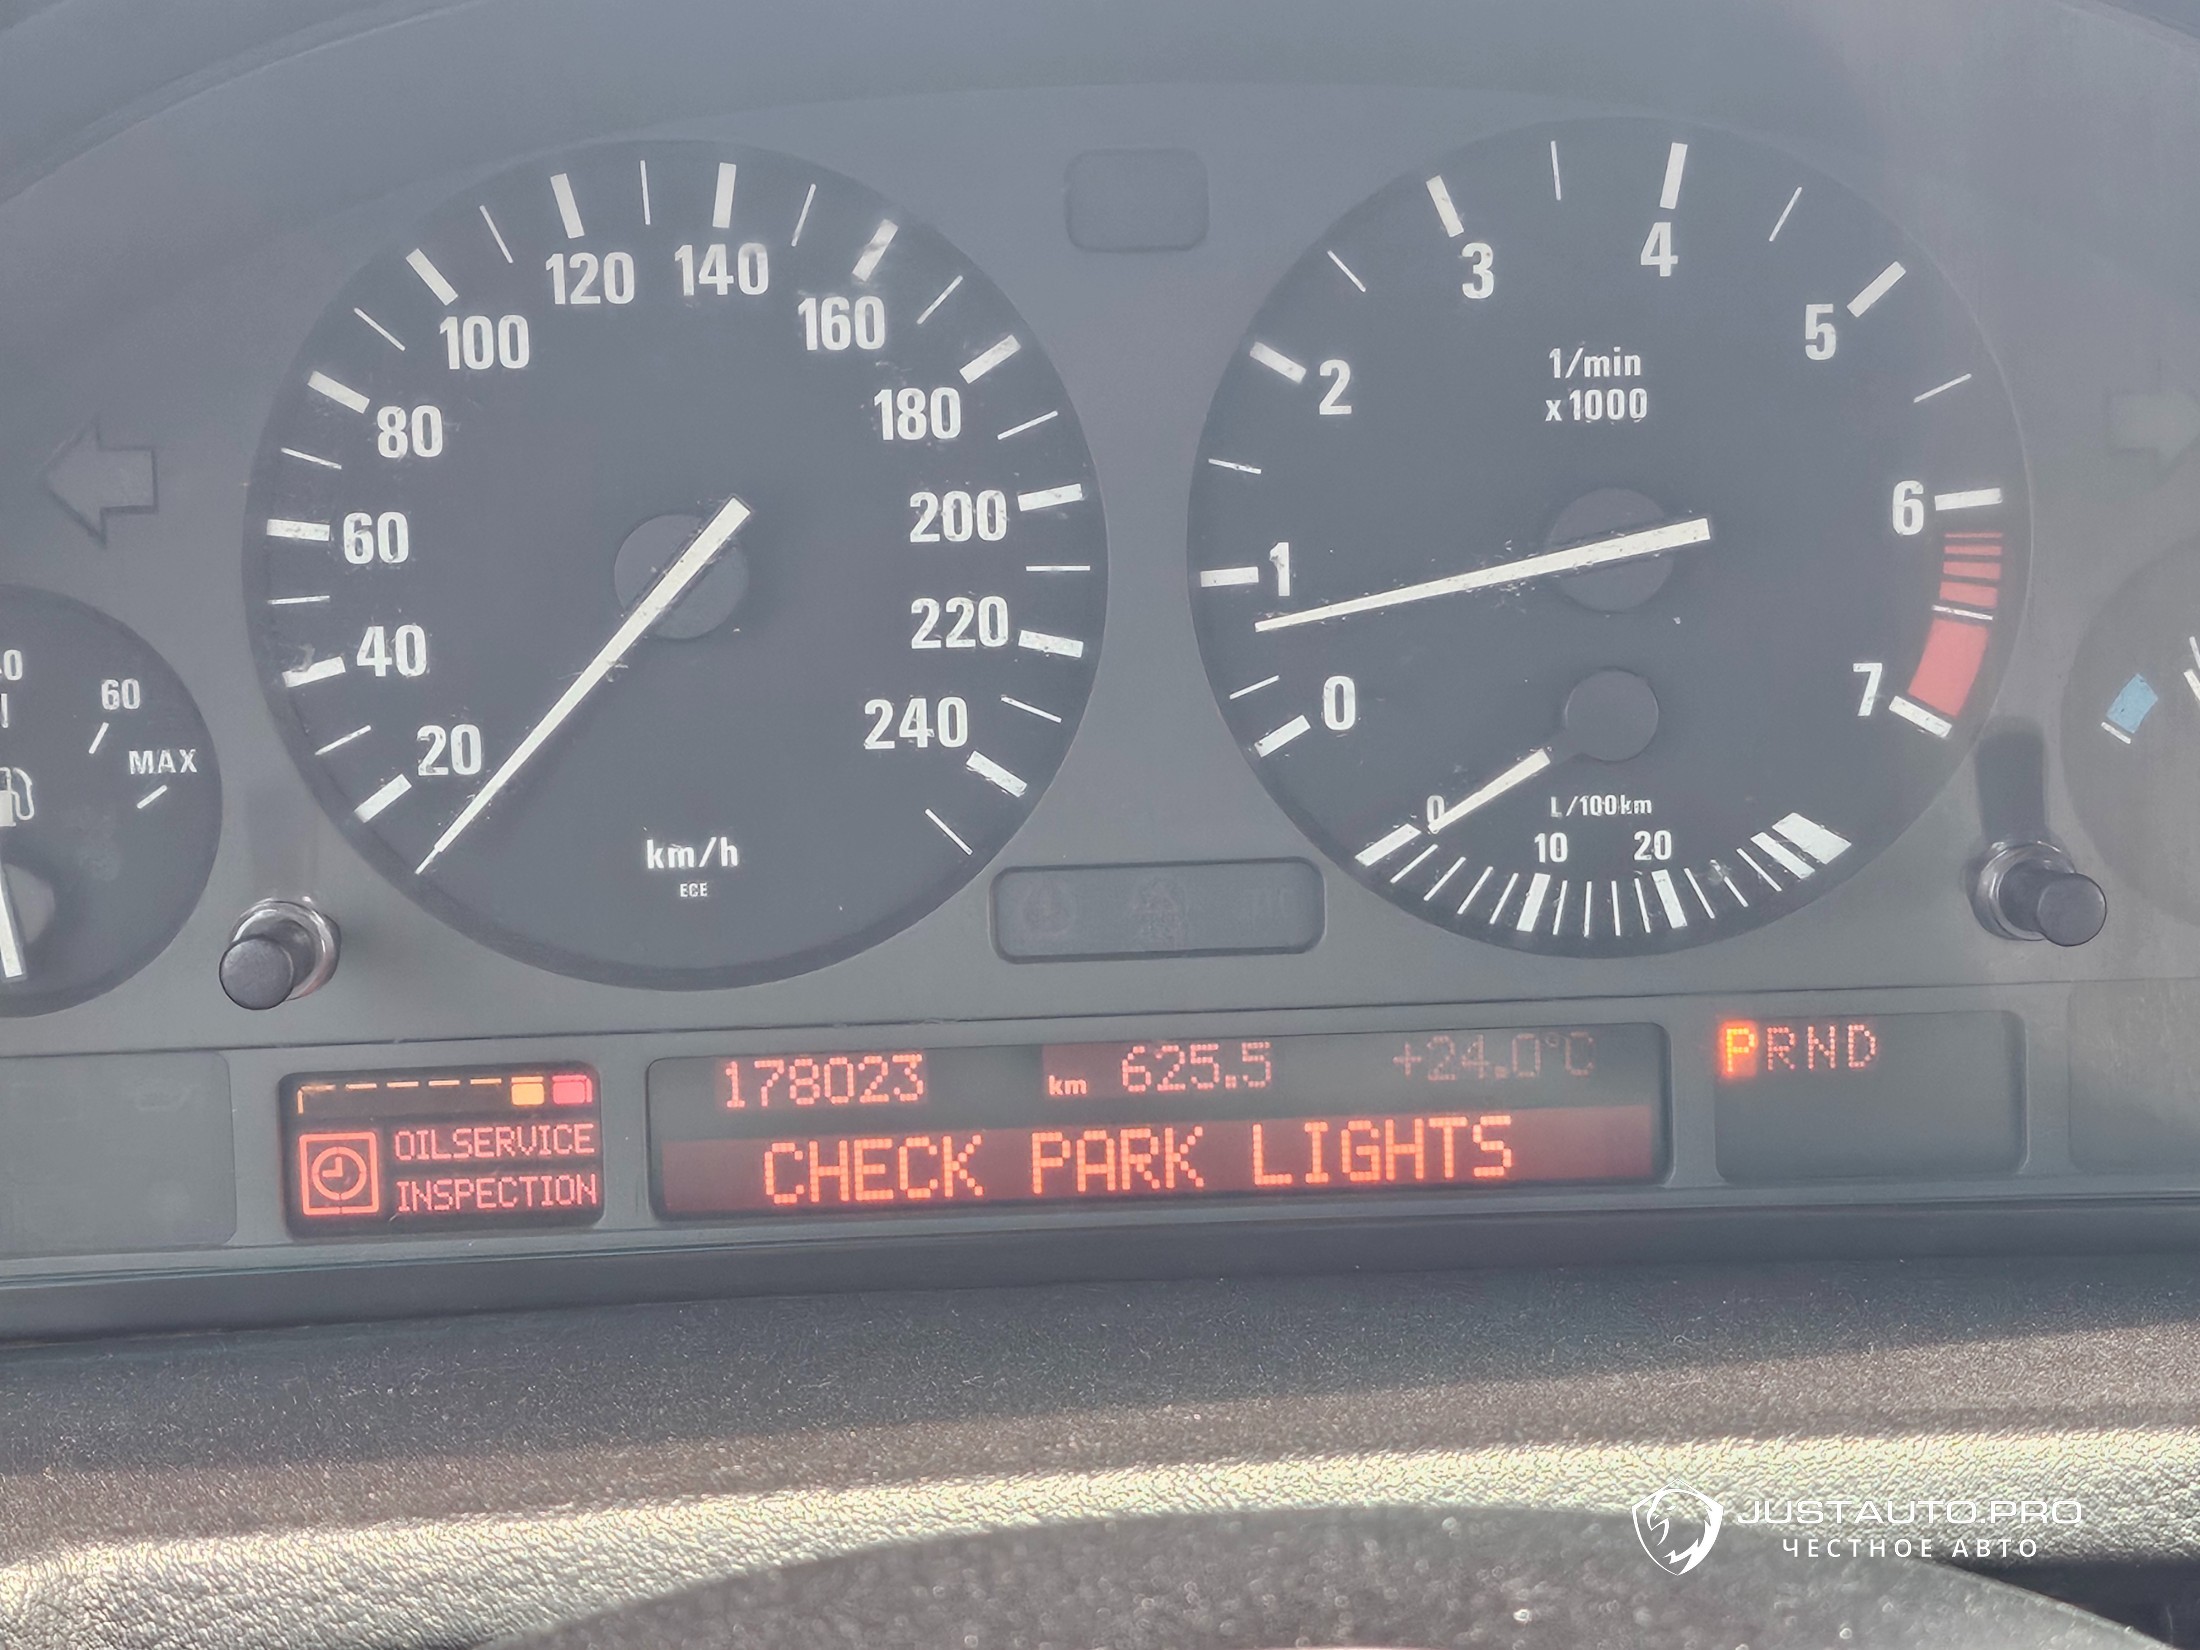 20
40
60
80
100
120
140
160
180
200
220
240
km/h
ECE
0
1
2
3
4
5
6
7
1/min
x1000
0
10
20
L/100km
60
MAX
OILSERVICE
INSPECTION
178023
km 625.5
+24.0°C
CHECK PARK LIGHTS
PRND
JUSTAUTO.PRO
ЧЕСТНОЕ АВТО